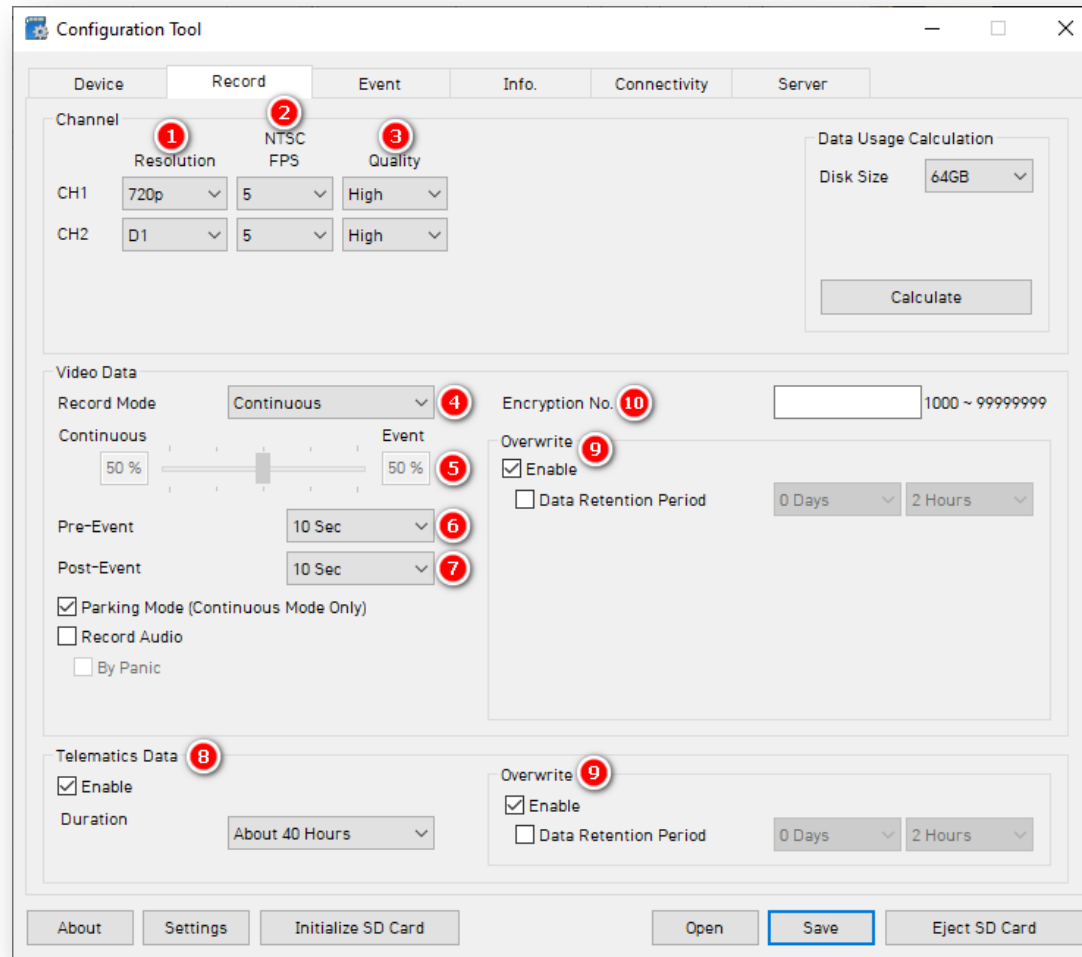 Configuration Tool
Device Record Event Info. Connectivity Server
Channel
1 2 3
NTSC
Resolution FPS Quality
CH1 720p 5 High
CH2 D1 5 High
Data Usage Calculation
Disk Size 64GB
Calculate
Video Data
Record Mode Continuous 4
Continuous Event
50 % 50 % 5
Pre-Event 10 Sec 6
Post-Event 10 Sec 7
Parking Mode (Continuous Mode Only)
Record Audio
By Panic
Encryption No. 10 1000 ~ 99999999
Overwrite 9
Enable
Data Retention Period 0 Days 2 Hours
Telematics Data 8
Enable
Duration About 40 Hours
Overwrite 9
Enable
Data Retention Period 0 Days 2 Hours
About Settings Initialize SD Card Open Save Eject SD Card